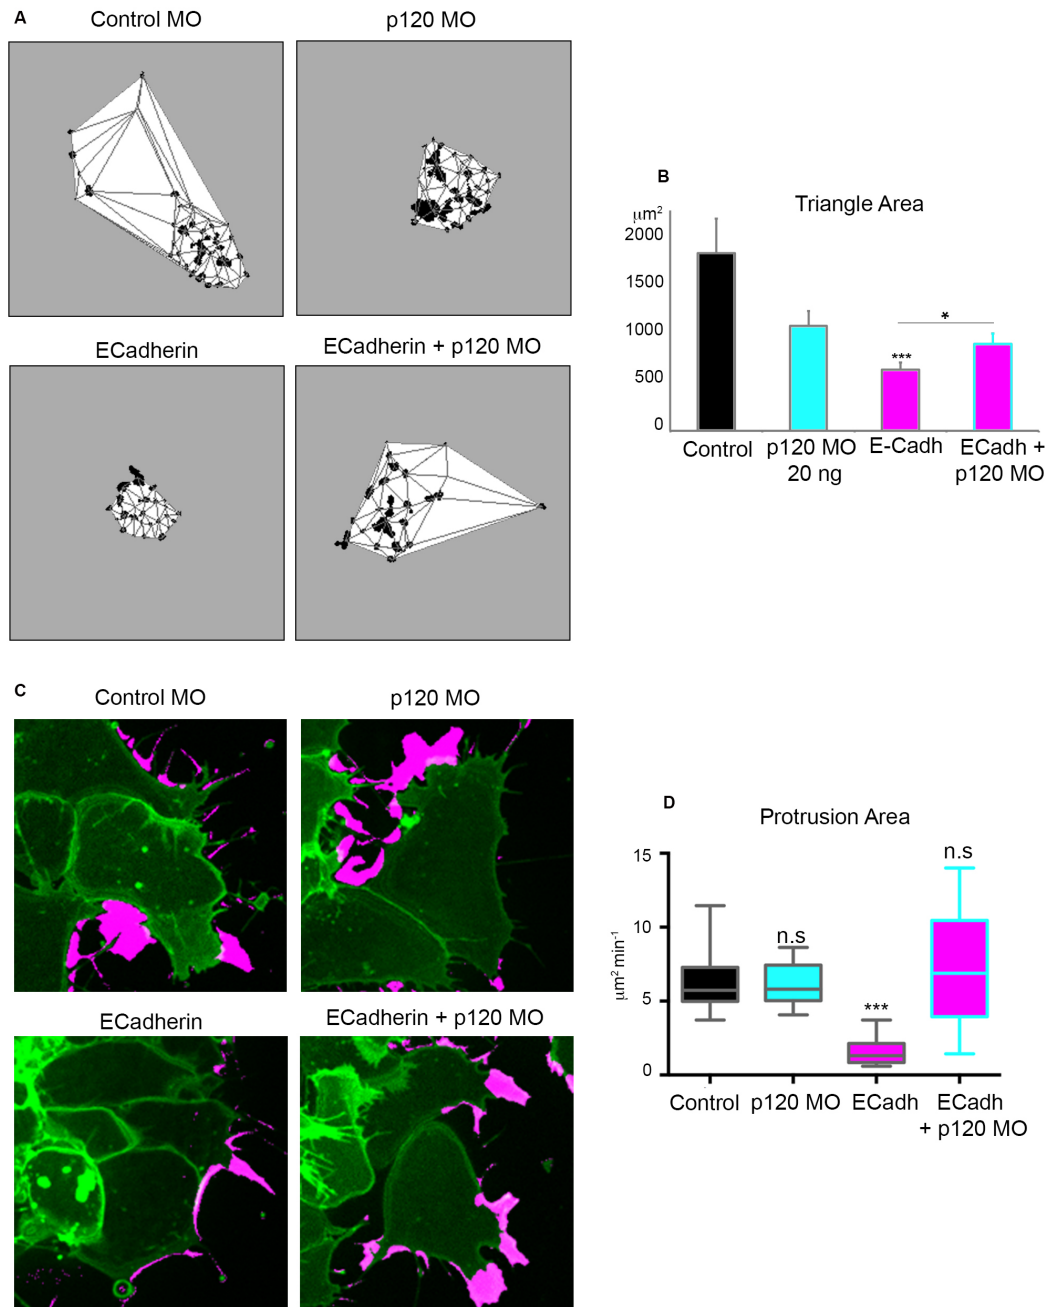 A
Control MO
p120 MO
ECadherin
ECadherin + p120 MO
B
Triangle Area
μm²
2000
1500
1000
500
0
***
*
Control
p120 MO
20 ng
E-Cadh
ECadh +
p120 MO
C
Control MO
p120 MO
ECadherin
ECadherin + p120 MO
D
Protrusion Area
μm² min⁻¹
15
10
5
0
n.s
***
n.s
Control
p120 MO
ECadh
ECadh
+ p120 MO